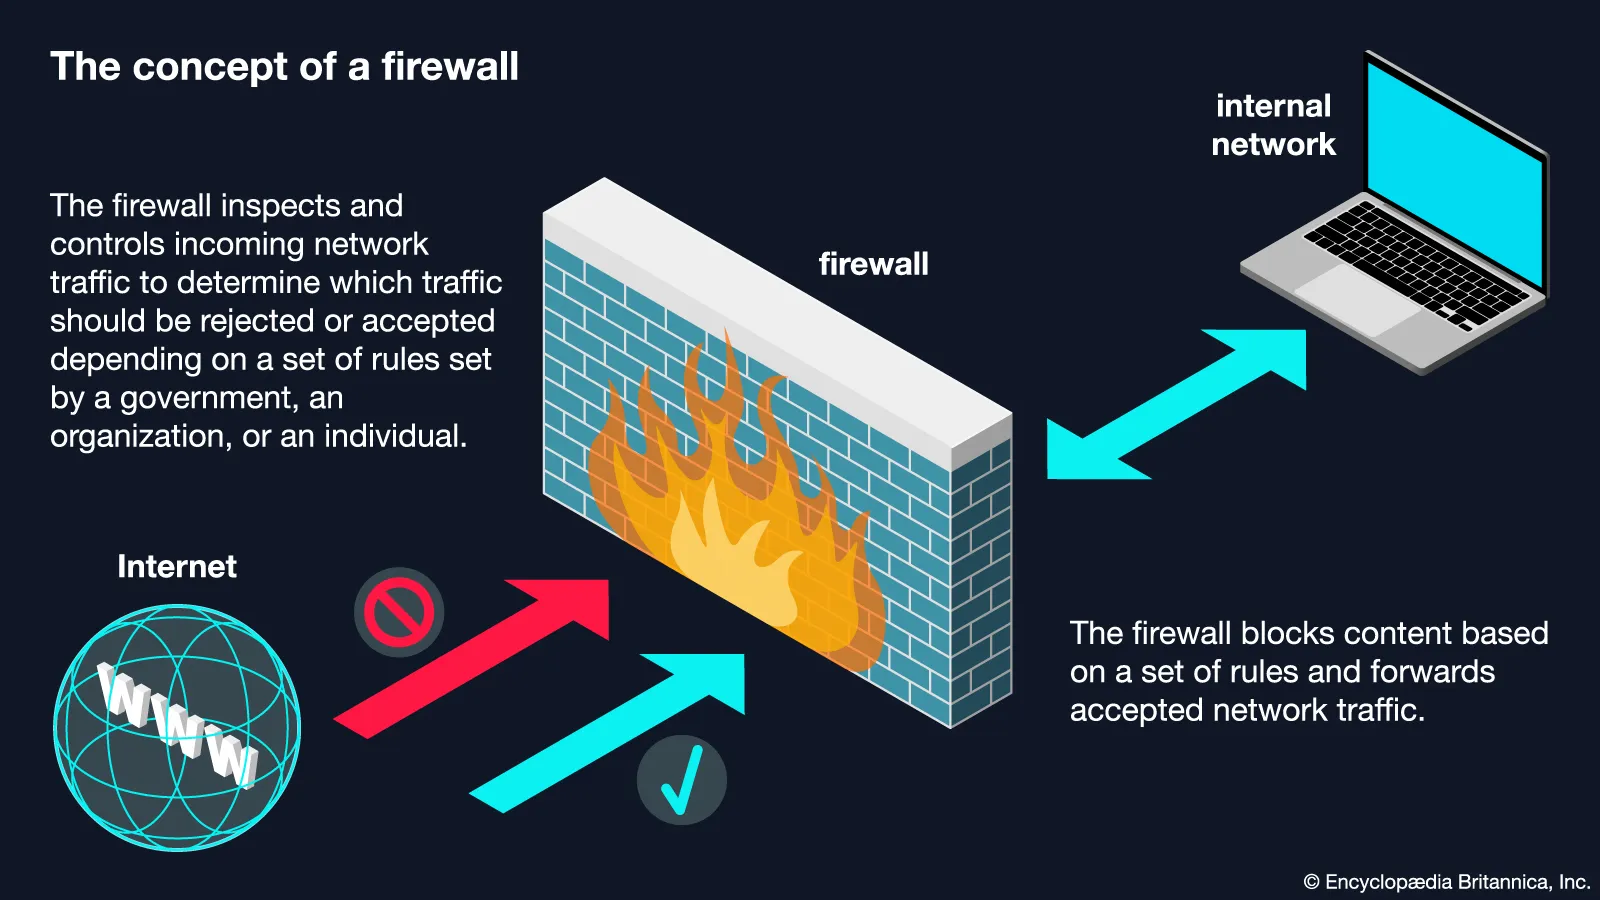 The concept of a firewall
internal
network
The firewall inspects and
controls incoming network
traffic to determine which traffic
should be rejected or accepted
depending on a set of rules set
by a government, an
organization, or an individual.
firewall
Internet
WWW
The firewall blocks content based
on a set of rules and forwards
accepted network traffic.
© Encyclopædia Britannica, Inc.